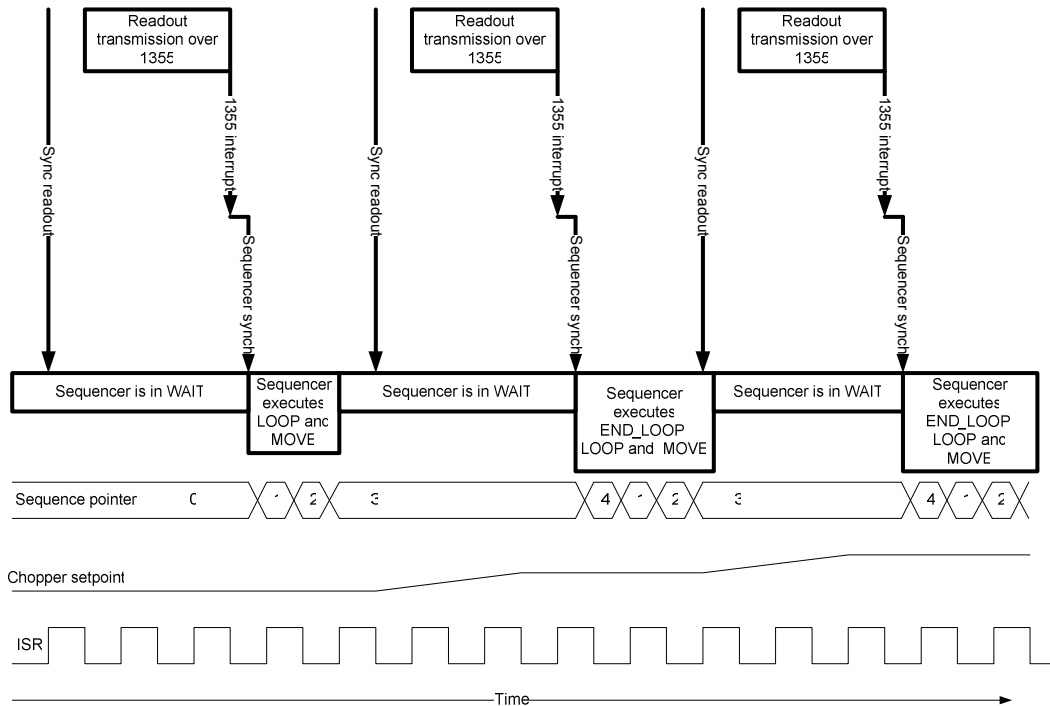 Readout
transmission over
1355
Readout
transmission over
1355
Readout
transmission over
1355
Sync readout
1355 interrupt
Sequencer synch
Sync readout
1355 interrupt
Sequencer synch
Sync readout
1355 interrupt
Sequencer synch
Sequencer is in WAIT
Sequencer
executes
LOOP and
MOVE
Sequencer is in WAIT
Sequencer
executes
END_LOOP
LOOP and MOVE
Sequencer is in WAIT
Sequencer
executes
END_LOOP
LOOP and
MOVE
Sequence pointer 0 1 2 3 4 1 2 3 4 1 2
Chopper setpoint
ISR
Time